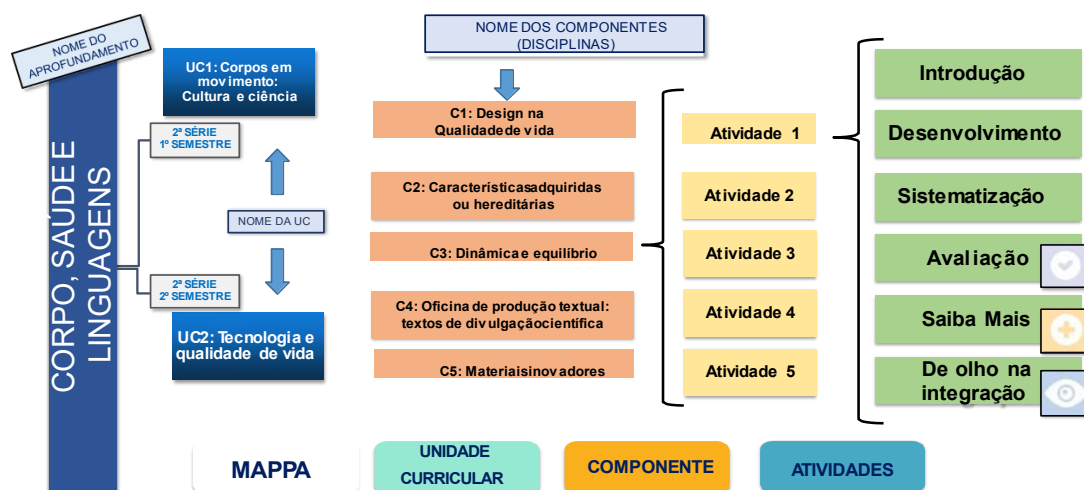 NOME DO
APROFUNDAMENTO
CORPO, SAÚDE E
LINGUAGENS
UC1: Corpos em
movimento:
Cultura e ciência
2ª SÉRIE
1º SEMESTRE
NOME DA UC
2ª SÉRIE
2º SEMESTRE
UC2: Tecnologia e
qualidade de vida
NOME DOS COMPONENTES
(DISCIPLINAS)
C1: Design na
Qualidade de vida
C2: Característicasadquiridas
ou hereditárias
C3: Dinâmica e equilíbrio
C4: Oficina de produção textual:
textos de divulgaçãocientífica
C5: Materiaisinovadores
Atividade 1
Atividade 2
Atividade 3
Atividade 4
Atividade 5
Introdução
Desenvolvimento
Sistematização
Avaliação
Saiba Mais
De olho na
integração
MAPPA
UNIDADE
CURRICULAR
COMPONENTE
ATIVIDADES